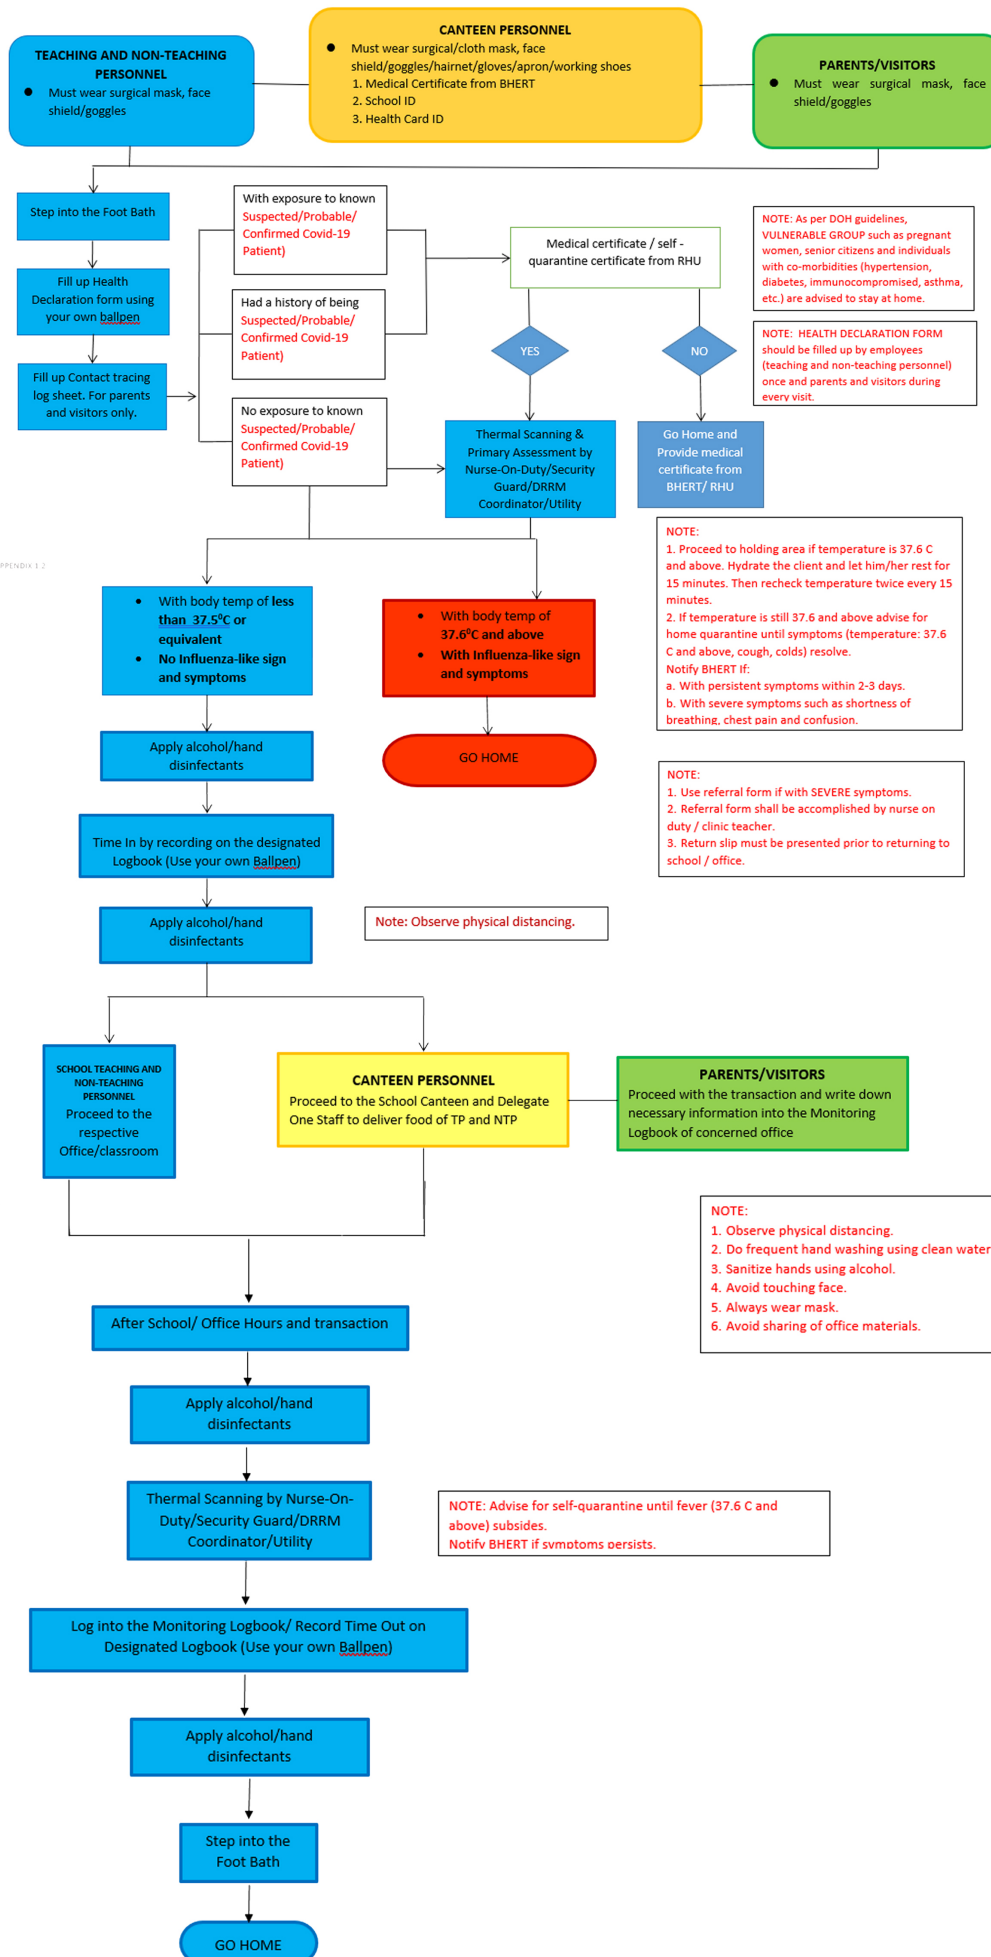 CANTEEN PERSONNEL
● Must wear surgical/cloth mask, face
shield/goggles/hairnet/gloves/apron/working shoes
1. Medical Certificate from BHERT
2. School ID
3. Health Card ID
TEACHING AND NON-TEACHING
PERSONNEL
● Must wear surgical mask, face
shield/goggles
PARENTS/VISITORS
● Must wear surgical mask, face
shield/goggles
Step into the Foot Bath
Fill up Health
Declaration form using
your own ballpen
Fill up Contact tracing
log sheet. For parents
and visitors only.
With exposure to known
Suspected/Probable/
Confirmed Covid-19
Patient)
Had a history of being
Suspected/Probable/
Confirmed Covid-19
Patient)
No exposure to known
Suspected/Probable/
Confirmed Covid-19
Patient)
Medical certificate / self -
quarantine certificate from RHU
YES
NO
Thermal Scanning &
Primary Assessment by
Nurse-On-Duty/Security
Guard/DRRM
Coordinator/Utility
Go Home and
Provide medical
certificate from
BHERT/ RHU
NOTE: As per DOH guidelines,
VULNERABLE GROUP such as pregnant
women, senior citizens and individuals
with co-morbidities (hypertension,
diabetes, immunocompromised, asthma,
etc.) are advised to stay at home.
NOTE: HEALTH DECLARATION FORM
should be filled up by employees
(teaching and non-teaching personnel)
once and parents and visitors during
every visit.
NOTE:
1. Proceed to holding area if temperature is 37.6 C
and above. Hydrate the client and let him/her rest for
15 minutes. Then recheck temperature twice every 15
minutes.
2. If temperature is still 37.6 and above advise for
home quarantine until symptoms (temperature: 37.6
C and above, cough, colds) resolve.
Notify BHERT If:
a. With persistent symptoms within 2-3 days.
b. With severe symptoms such as shortness of
breathing, chest pain and confusion.
PPENDIX 1.2
• With body temp of less
than 37.5⁰C or
equivalent
• No Influenza-like sign
and symptoms
• With body temp of
37.6⁰C and above
• With Influenza-like sign
and symptoms
GO HOME
Apply alcohol/hand
disinfectants
NOTE:
1. Use referral form if with SEVERE symptoms.
2. Referral form shall be accomplished by nurse on
duty / clinic teacher.
3. Return slip must be presented prior to returning to
school / office.
Time In by recording on the designated
Logbook (Use your own Ballpen)
Apply alcohol/hand
disinfectants
Note: Observe physical distancing.
SCHOOL TEACHING AND
NON-TEACHING
PERSONNEL
Proceed to the
respective
Office/classroom
CANTEEN PERSONNEL
Proceed to the School Canteen and Delegate
One Staff to deliver food of TP and NTP
PARENTS/VISITORS
Proceed with the transaction and write down
necessary information into the Monitoring
Logbook of concerned office
NOTE:
1. Observe physical distancing.
2. Do frequent hand washing using clean water
3. Sanitize hands using alcohol.
4. Avoid touching face.
5. Always wear mask.
6. Avoid sharing of office materials.
After School/ Office Hours and transaction
Apply alcohol/hand
disinfectants
Thermal Scanning by Nurse-On-
Duty/Security Guard/DRRM
Coordinator/Utility
NOTE: Advise for self-quarantine until fever (37.6 C and
above) subsides.
Notify BHERT if symptoms persists.
Log into the Monitoring Logbook/ Record Time Out on
Designated Logbook (Use your own Ballpen)
Apply alcohol/hand
disinfectants
Step into the
Foot Bath
GO HOME